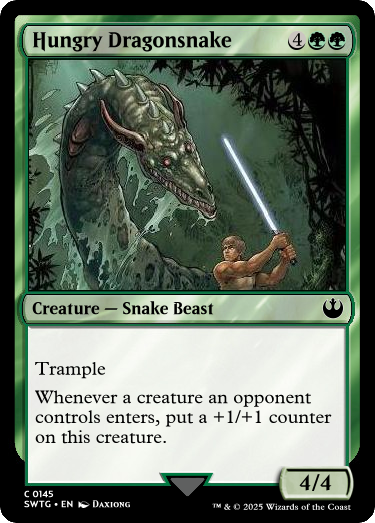 Hungry Dragonsnake 4
Creature — Snake Beast
Trample
Whenever a creature an opponent
controls enters, put a +1/+1 counter
on this creature.
4/4
C 0145
SWTG • EN Daxiong
™ & © 2025 Wizards of the Coast